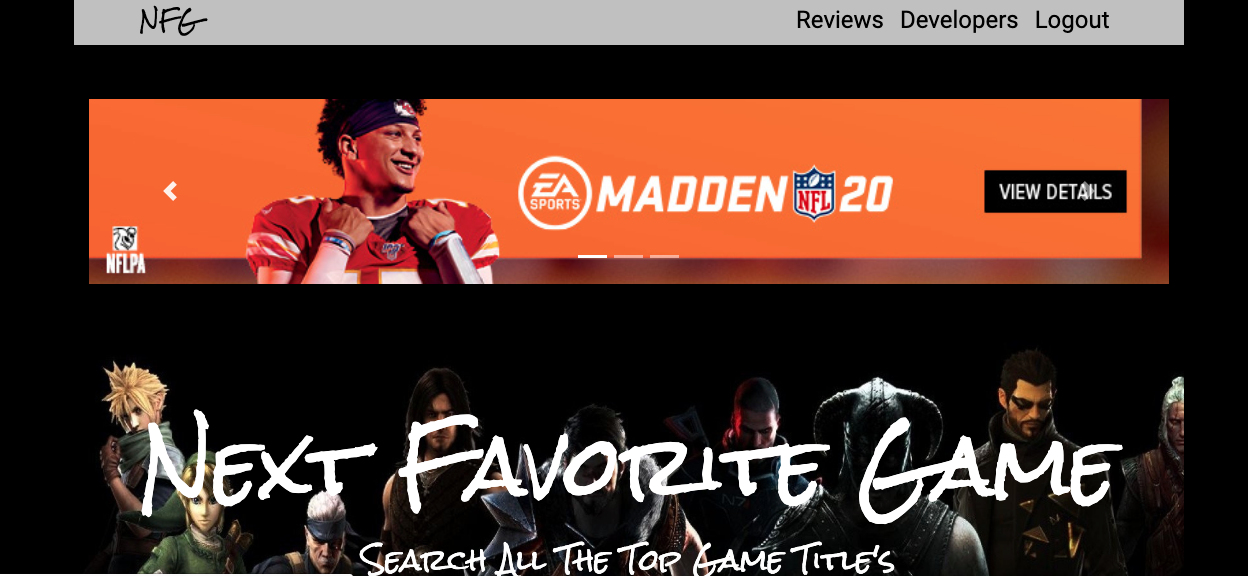 NFG Reviews Developers Logout
EA
SPORTS
MADDEN NFL 20
VIEW DETAILS
NFLPA
Next Favorite Game
Search All The Top Game Title's